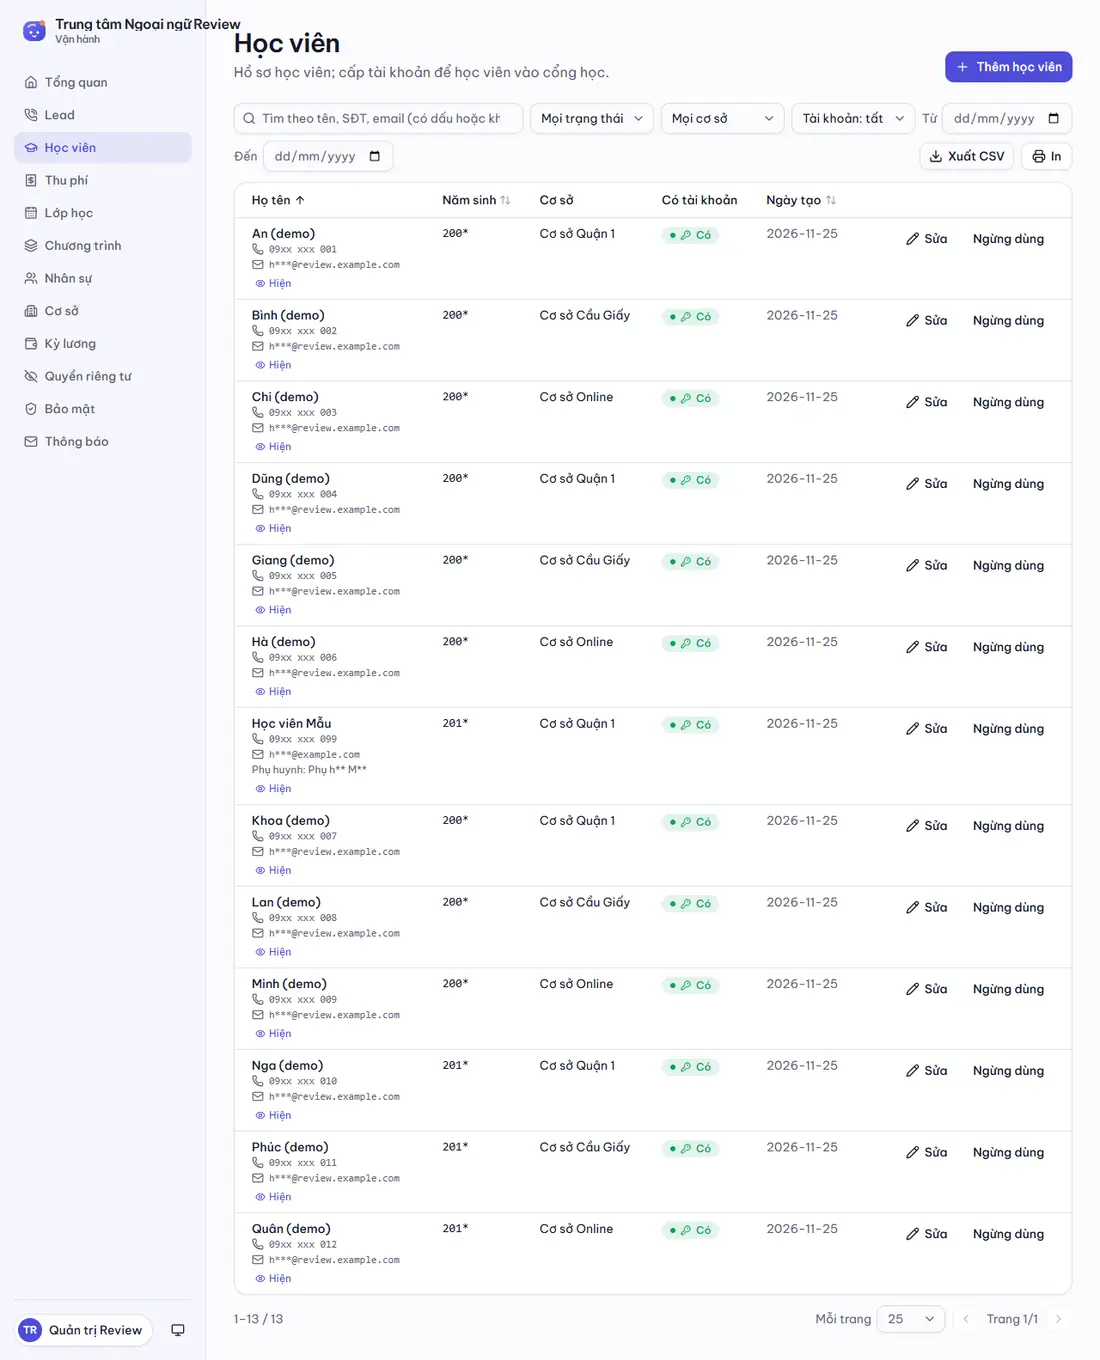 Trung tâm Ngoại ngữ Review
Vận hành
Tổng quan
Lead
Học viên
Thu phí
Lớp học
Chương trình
Nhân sự
Cơ sở
Kỳ lương
Quyền riêng tư
Bảo mật
Thông báo
TR Quản trị Review
Học viên
Hồ sơ học viên; cấp tài khoản để học viên vào cổng học.
Thêm học viên
Tìm theo tên, SĐT, email (có dấu hoặc kh
Mọi trạng thái
Mọi cơ sở
Tài khoản: tất
Từ dd/mm/yyyy
Đến dd/mm/yyyy
Xuất CSV
In
Họ tên Năm sinh Cơ sở Có tài khoản Ngày tạo
An (demo) 200* Cơ sở Quận 1 Có 2026-11-25 Sửa Ngừng dùng
09xx xxx 001
h***@review.example.com
Hiện
Bình (demo) 200* Cơ sở Cầu Giấy Có 2026-11-25 Sửa Ngừng dùng
09xx xxx 002
h***@review.example.com
Hiện
Chi (demo) 200* Cơ sở Online Có 2026-11-25 Sửa Ngừng dùng
09xx xxx 003
h***@review.example.com
Hiện
Dũng (demo) 200* Cơ sở Quận 1 Có 2026-11-25 Sửa Ngừng dùng
09xx xxx 004
h***@review.example.com
Hiện
Giang (demo) 200* Cơ sở Cầu Giấy Có 2026-11-25 Sửa Ngừng dùng
09xx xxx 005
h***@review.example.com
Hiện
Hà (demo) 200* Cơ sở Online Có 2026-11-25 Sửa Ngừng dùng
09xx xxx 006
h***@review.example.com
Hiện
Học viên Mẫu 201* Cơ sở Quận 1 Có 2026-11-25 Sửa Ngừng dùng
09xx xxx 099
h***@example.com
Phụ huynh: Phụ h** M**
Hiện
Khoa (demo) 200* Cơ sở Quận 1 Có 2026-11-25 Sửa Ngừng dùng
09xx xxx 007
h***@review.example.com
Hiện
Lan (demo) 200* Cơ sở Cầu Giấy Có 2026-11-25 Sửa Ngừng dùng
09xx xxx 008
h***@review.example.com
Hiện
Minh (demo) 200* Cơ sở Online Có 2026-11-25 Sửa Ngừng dùng
09xx xxx 009
h***@review.example.com
Hiện
Nga (demo) 201* Cơ sở Quận 1 Có 2026-11-25 Sửa Ngừng dùng
09xx xxx 010
h***@review.example.com
Hiện
Phúc (demo) 201* Cơ sở Cầu Giấy Có 2026-11-25 Sửa Ngừng dùng
09xx xxx 011
h***@review.example.com
Hiện
Quân (demo) 201* Cơ sở Online Có 2026-11-25 Sửa Ngừng dùng
09xx xxx 012
h***@review.example.com
Hiện
1–13 / 13
Mỗi trang 25 Trang 1/1